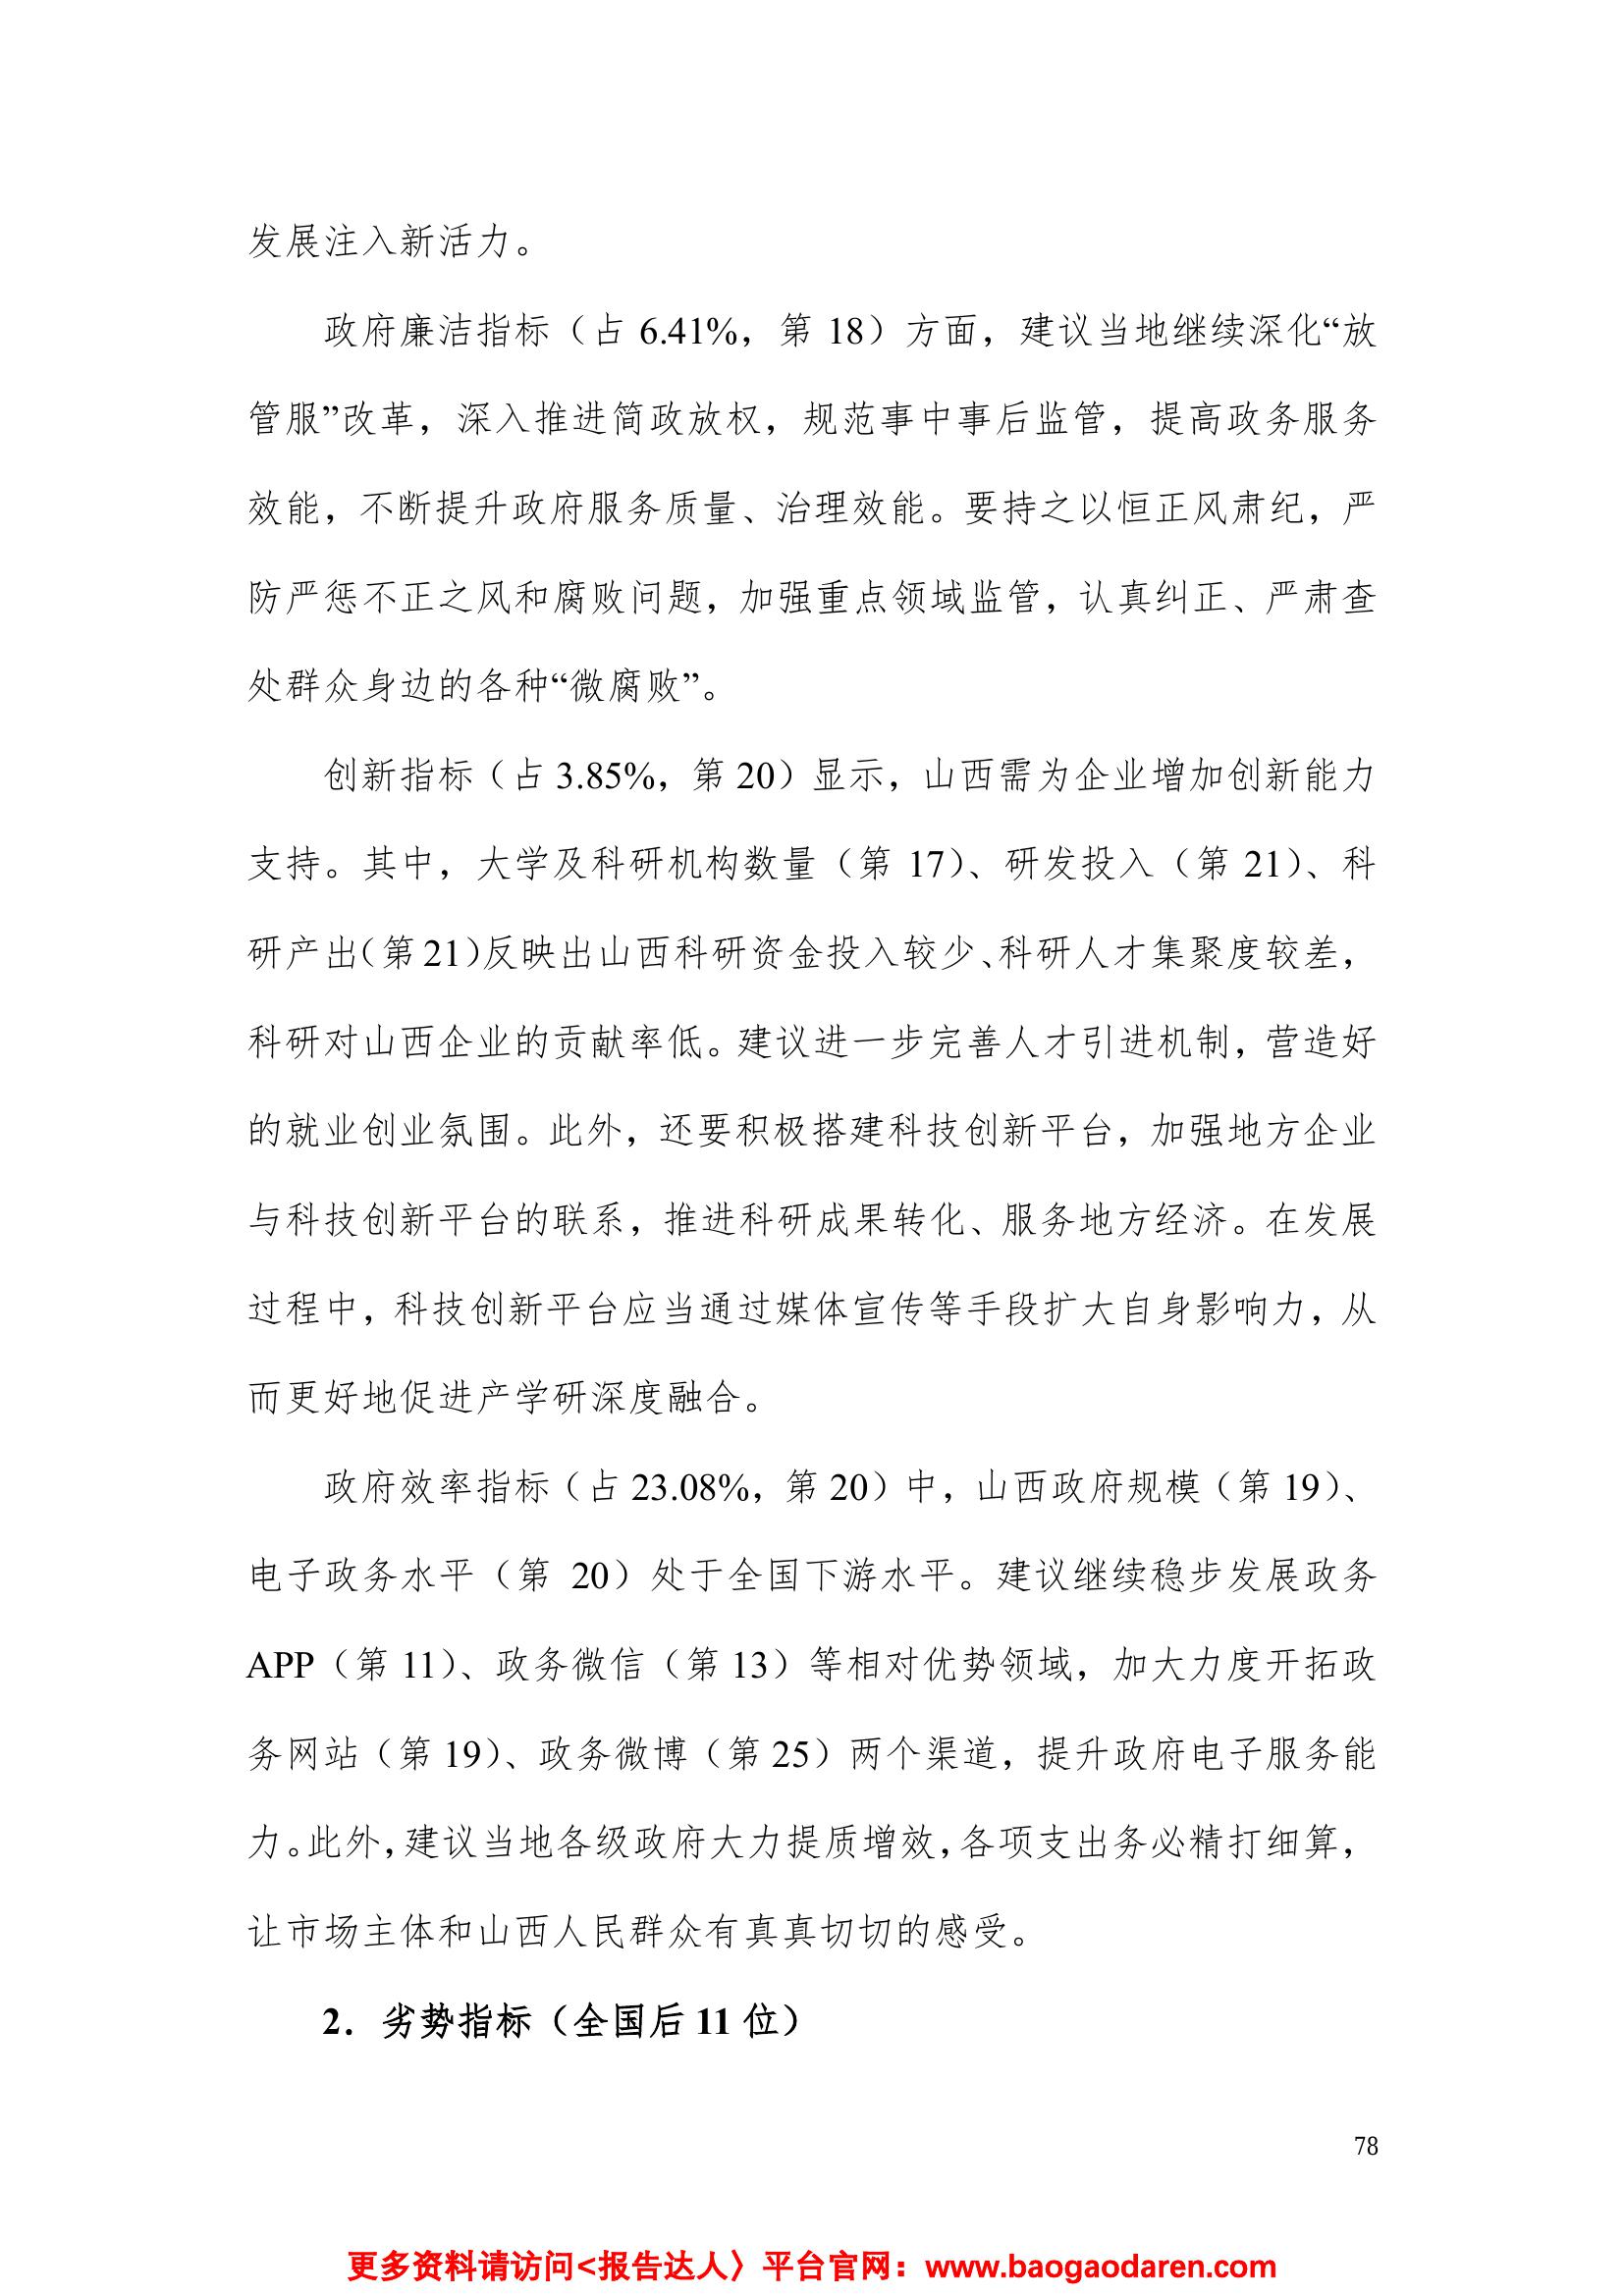 发展注入新活力。
政府廉洁指标（占 6.41%，第 18）方面，建议当地继续深化“放
管服”改革，深入推进简政放权，规范事中事后监管，提高政务服务
效能，不断提升政府服务质量、治理效能。要持之以恒正风肃纪，严
防严惩不正之风和腐败问题，加强重点领域监管，认真纠正、严肃查
处群众身边的各种“微腐败”。
创新指标（占 3.85%，第 20）显示，山西需为企业增加创新能力
支持。其中，大学及科研机构数量（第 17）、研发投入（第 21）、科
研产出（第 21）反映出山西科研资金投入较少、科研人才集聚度较差，
科研对山西企业的贡献率低。建议进一步完善人才引进机制，营造好
的就业创业氛围。此外，还要积极搭建科技创新平台，加强地方企业
与科技创新平台的联系，推进科研成果转化、服务地方经济。在发展
过程中，科技创新平台应当通过媒体宣传等手段扩大自身影响力，从
而更好地促进产学研深度融合。
政府效率指标（占 23.08%，第 20）中，山西政府规模（第 19）、
电子政务水平（第 20）处于全国下游水平。建议继续稳步发展政务
APP（第 11）、政务微信（第 13）等相对优势领域，加大力度开拓政
务网站（第 19）、政务微博（第 25）两个渠道，提升政府电子服务能
力。此外，建议当地各级政府大力提质增效，各项支出务必精打细算，
让市场主体和山西人民群众有真真切切的感受。
2．劣势指标（全国后 11 位）
78
更多资料请访问<报告达人〉平台官网：www.baogaodaren.com